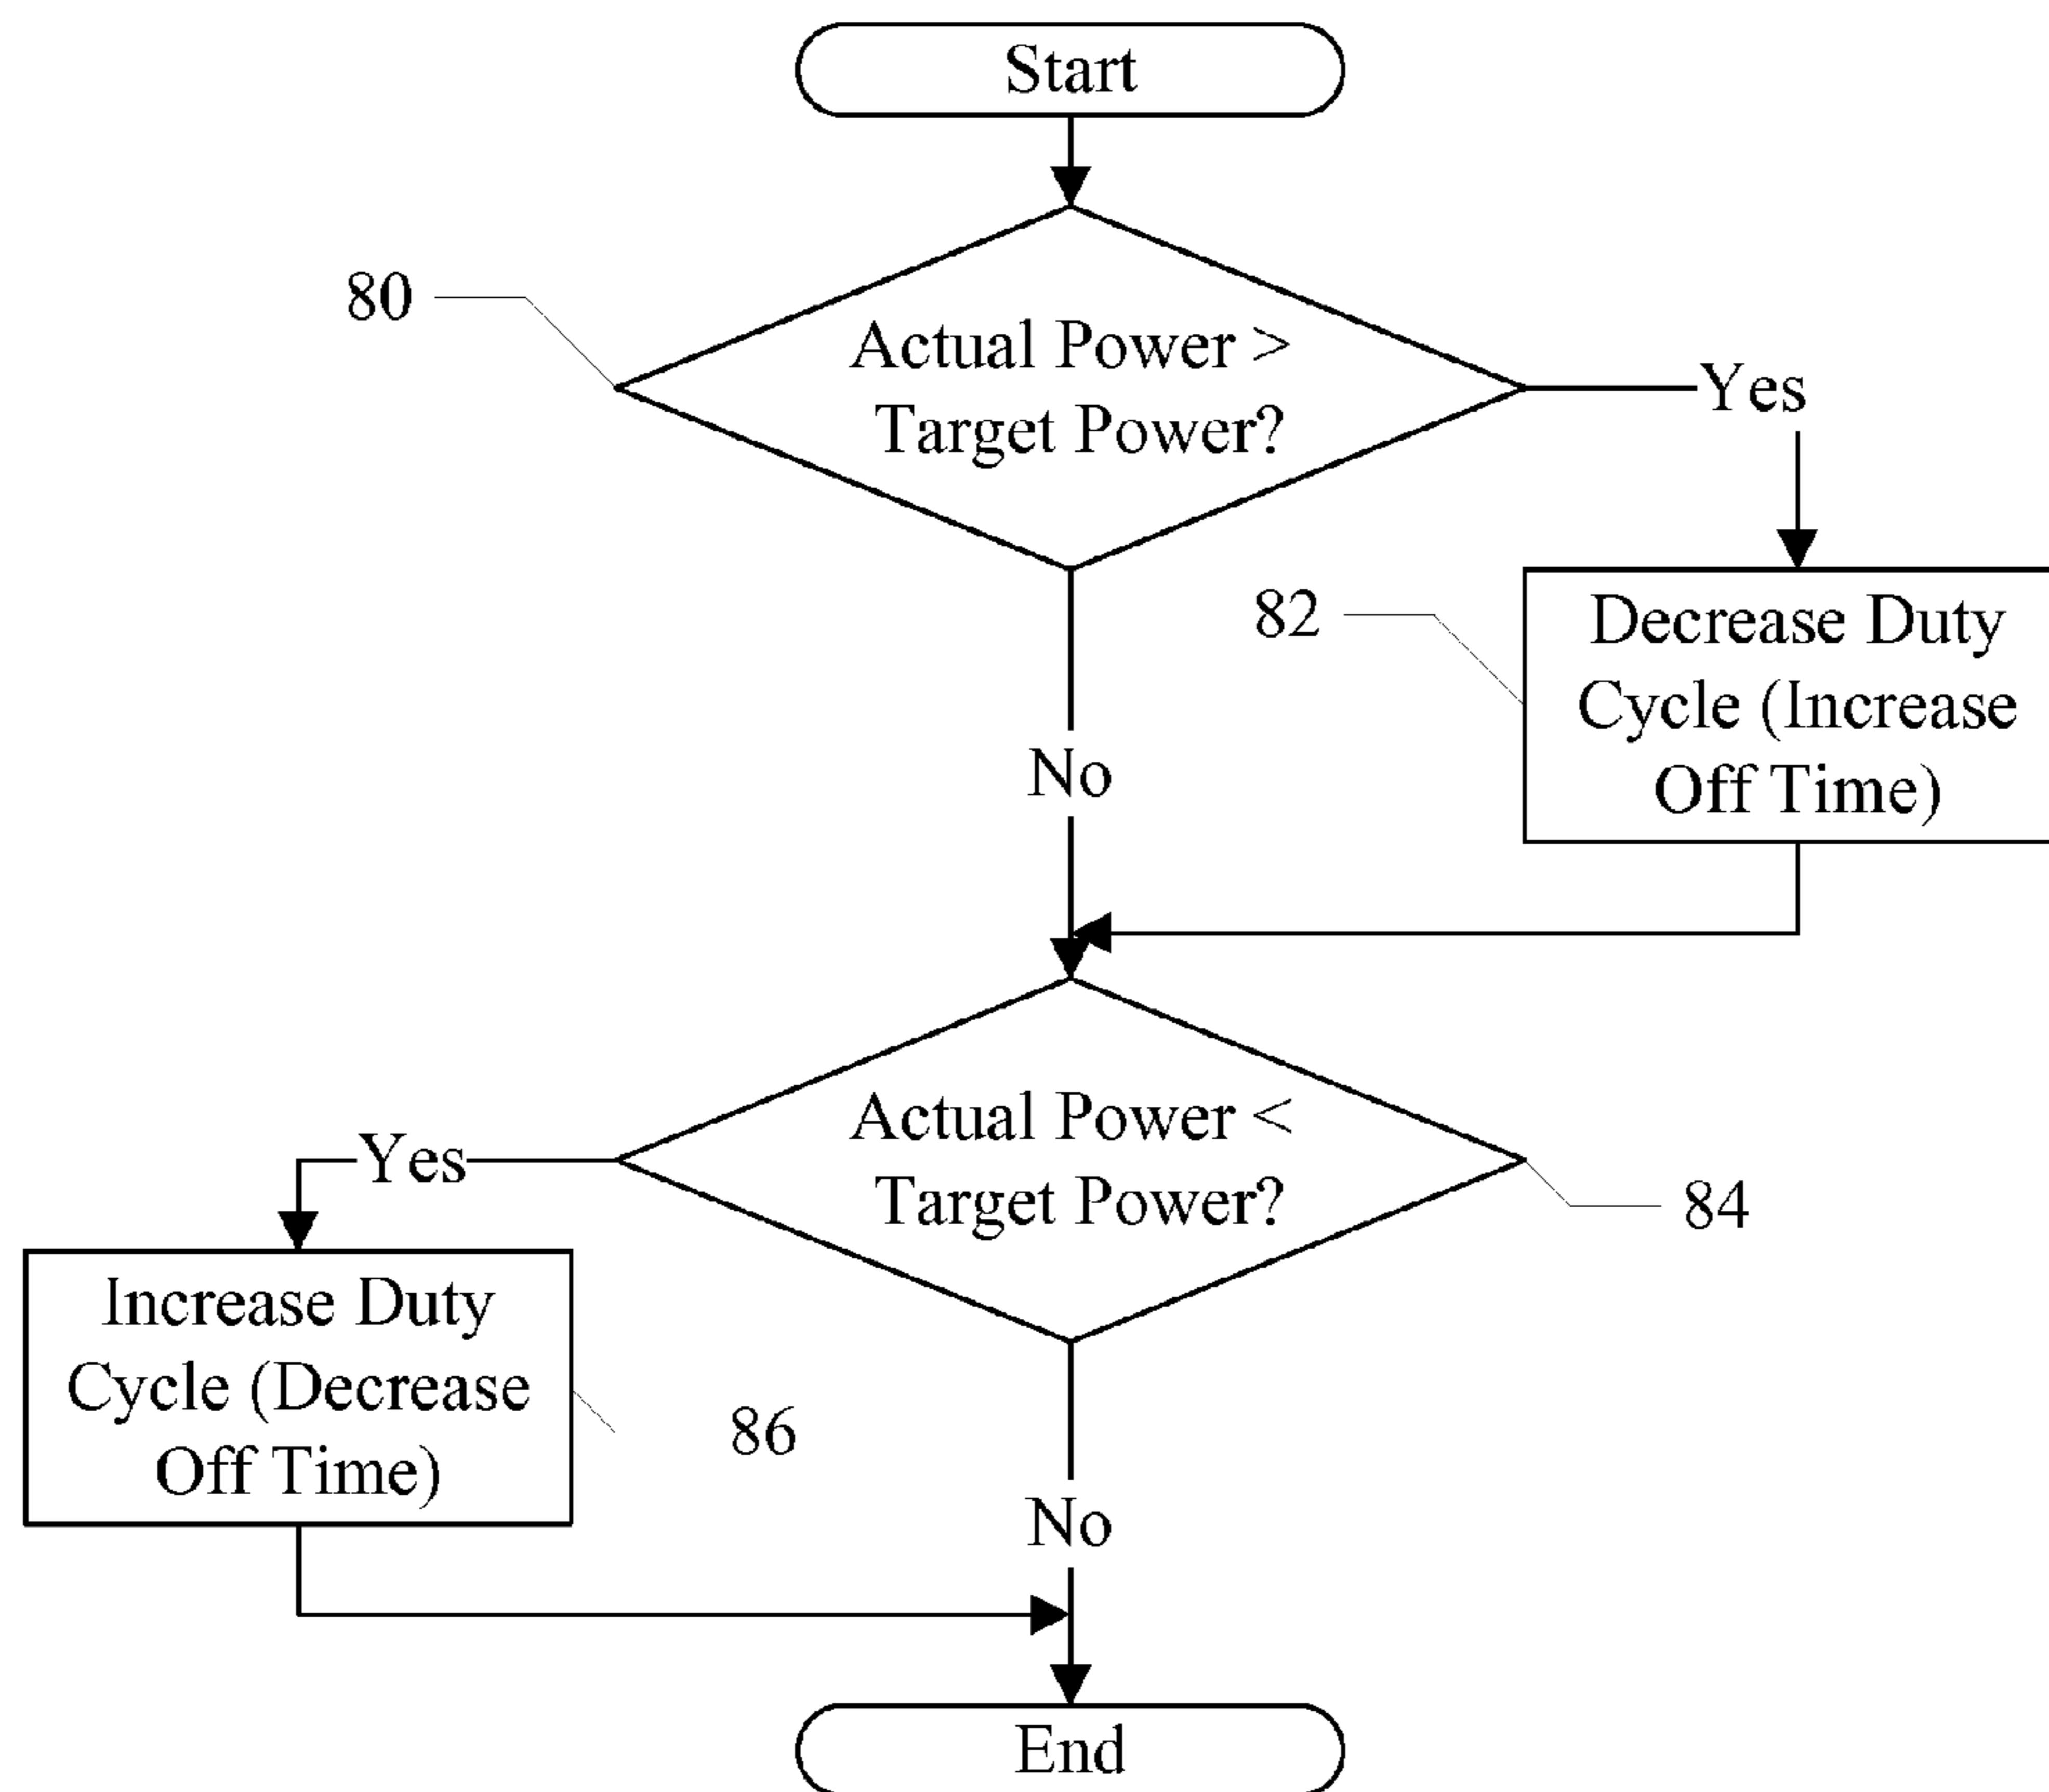 Start
80
Actual Power >
Target Power?
Yes
82
Decrease Duty
Cycle (Increase
Off Time)
No
Actual Power <
Target Power?
Yes
84
Increase Duty
Cycle (Decrease
Off Time)
86
No
End